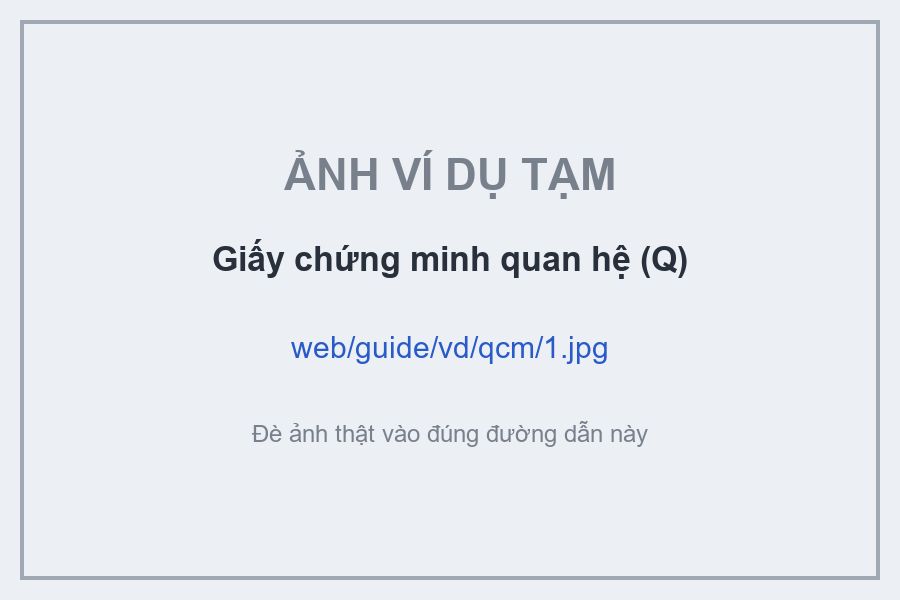 ẢNH VÍ DỤ TẠM
Giấy chứng minh quan hệ (Q)
web/guide/vd/qcm/1.jpg
Đè ảnh thật vào đúng đường dẫn này